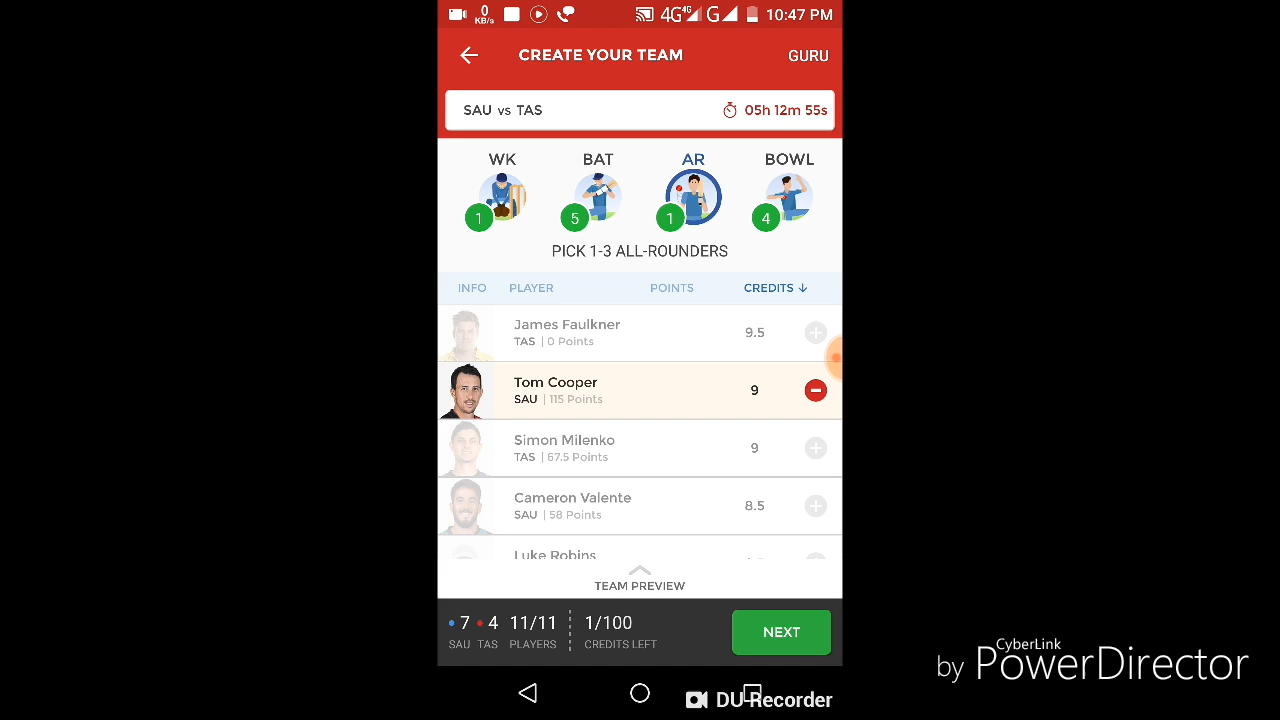 0 KB/s 4G 4G G 10:47 PM
CREATE YOUR TEAM GURU
SAU vs TAS 05h 12m 55s
WK BAT AR BOWL
1 5 1 4
PICK 1-3 ALL-ROUNDERS
INFO PLAYER POINTS CREDITS ↓
James Faulkner
TAS | 0 Points 9.5
Tom Cooper
SAU | 115 Points 9
Simon Milenko
TAS | 67.5 Points 9
Cameron Valente
SAU | 58 Points 8.5
Luke Robins
TEAM PREVIEW
7 4 11/11 1/100
SAU TAS PLAYERS CREDITS LEFT
NEXT
DU Recorder
CyberLink
by PowerDirector